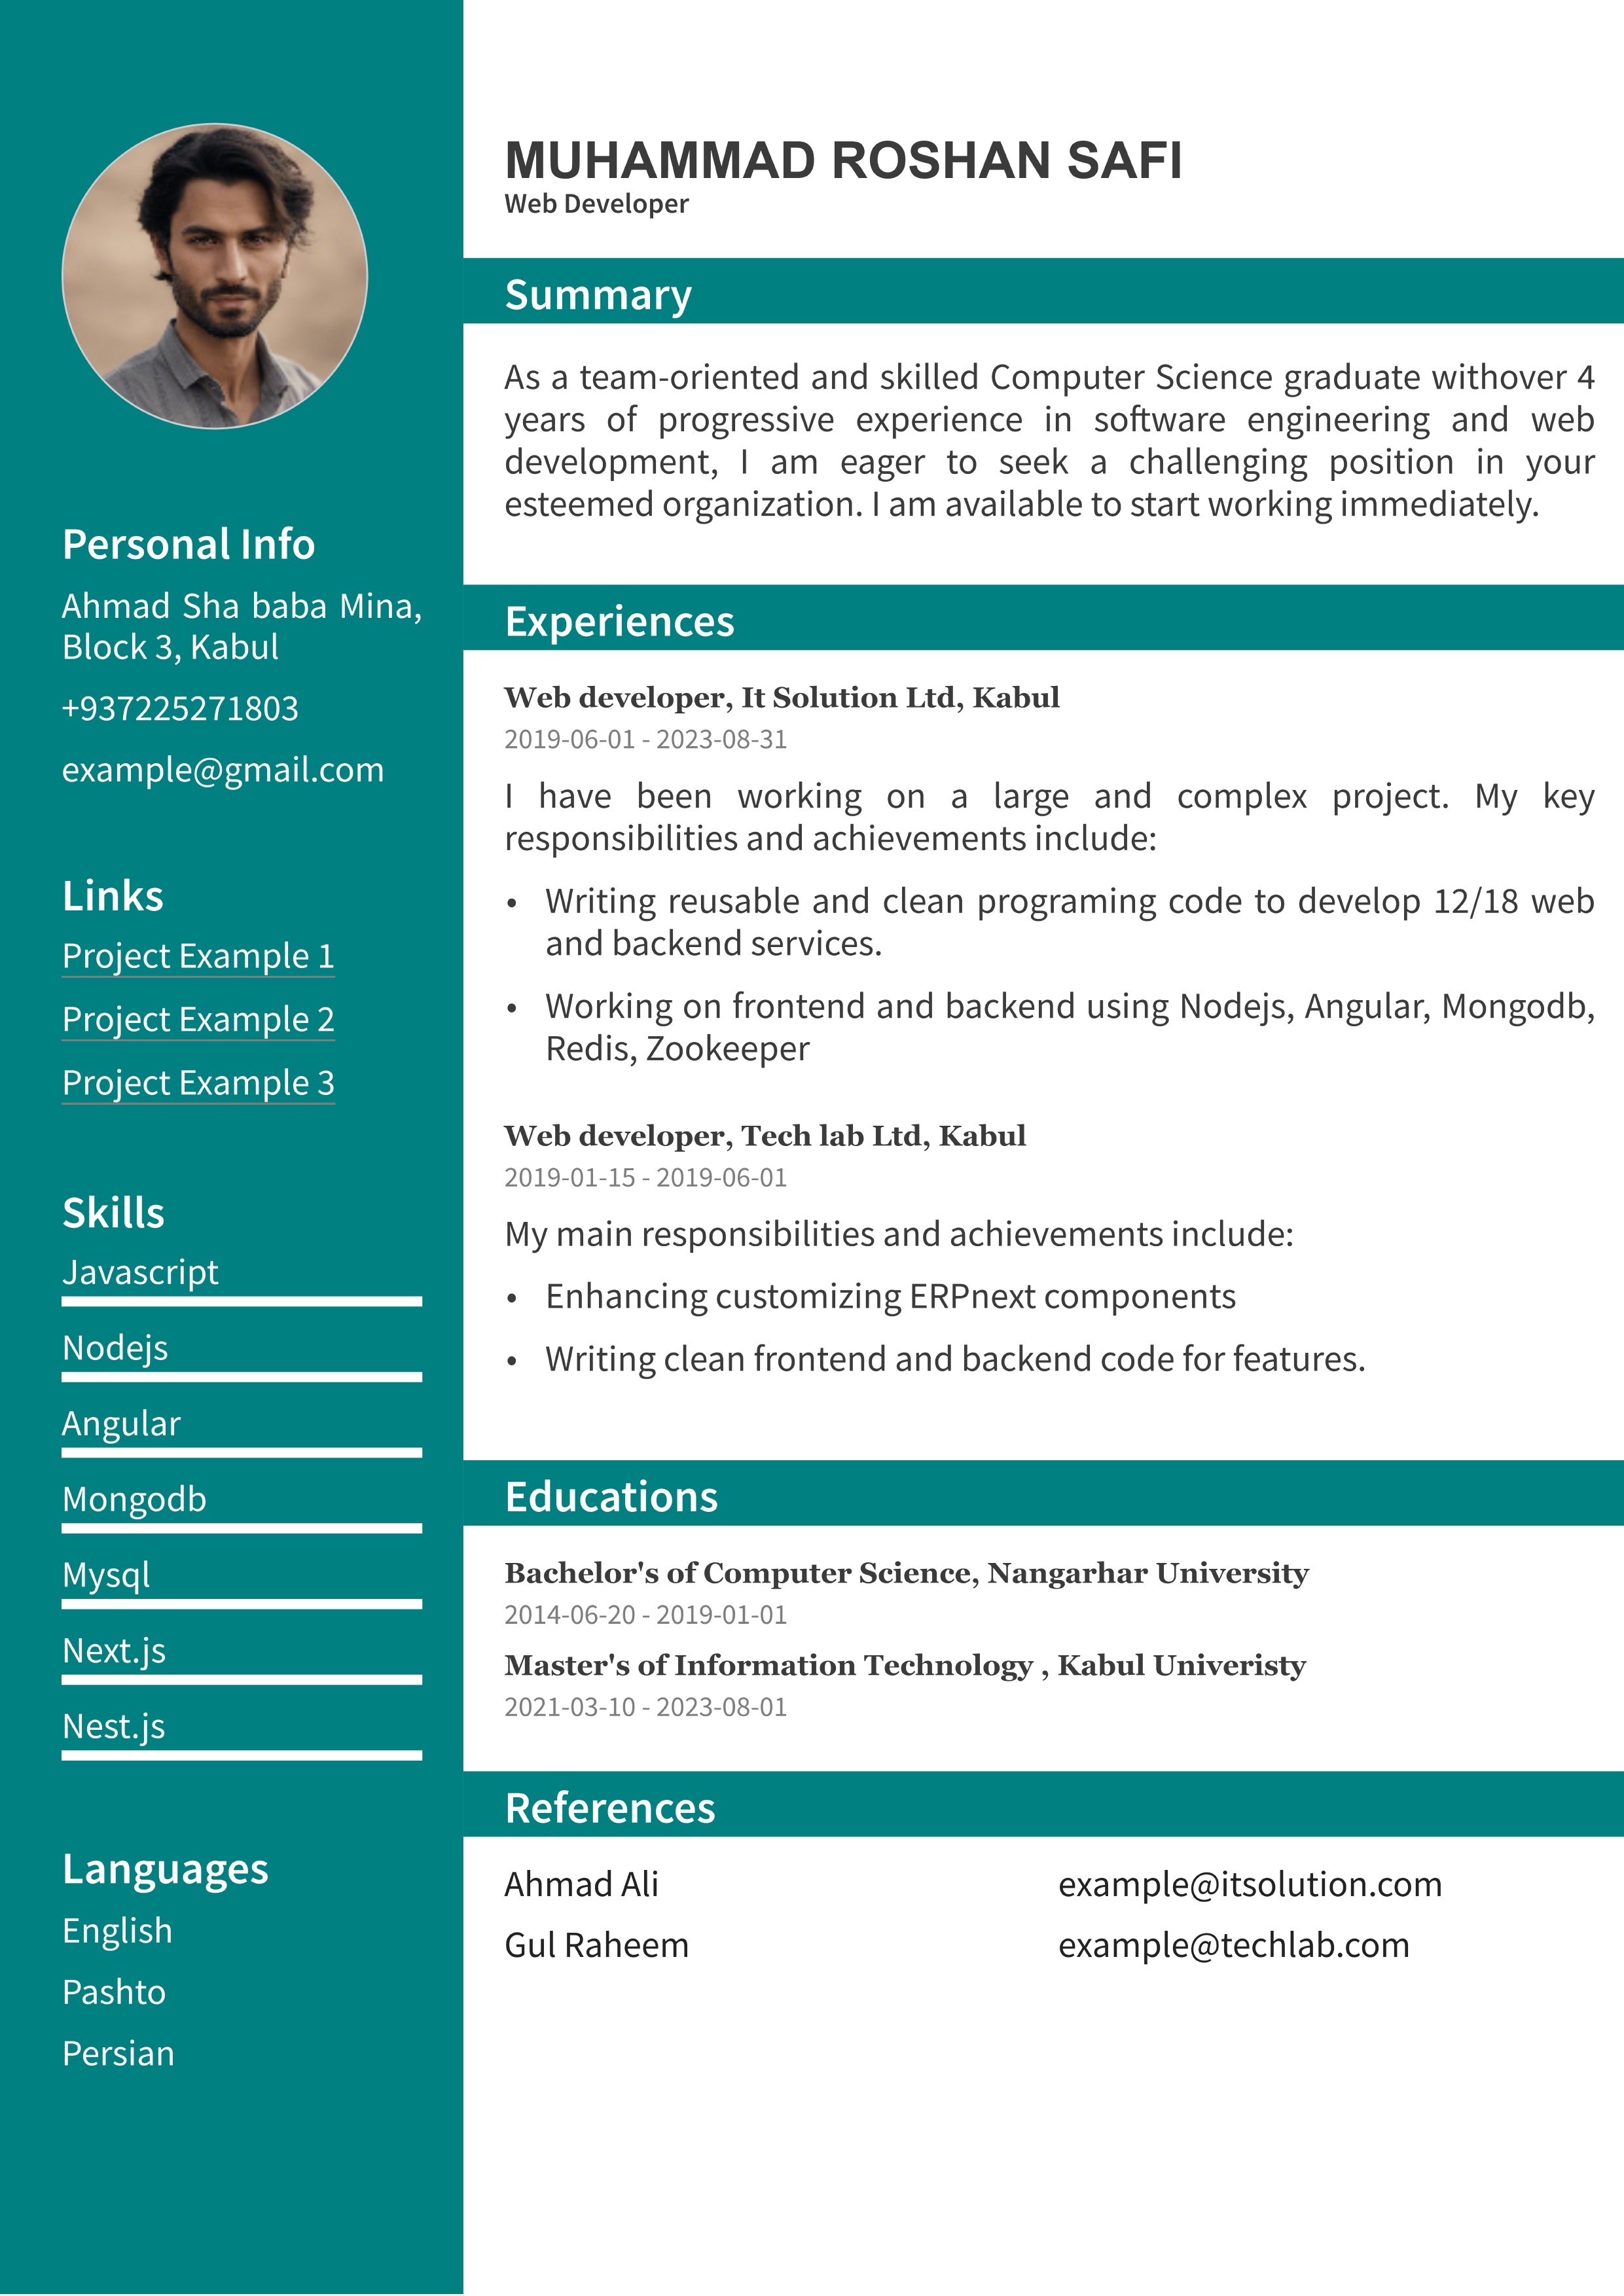 Personal Info
Ahmad Sha baba Mina,
Block 3, Kabul
+937225271803
example@gmail.com
Links
Project Example 1
Project Example 2
Project Example 3
Skills
Javascript
Nodejs
Angular
Mongodb
Mysql
Next.js
Nest.js
Languages
English
Pashto
Persian
MUHAMMAD ROSHAN SAFI
Web Developer
Summary
As a team-oriented and skilled Computer Science graduate withover 4
years of progressive experience in software engineering and web
development, I am eager to seek a challenging position in your
esteemed organization. I am available to start working immediately.
Experiences
Web developer, It Solution Ltd, Kabul
2019-06-01 - 2023-08-31
I have been working on a large and complex project. My key
responsibilities and achievements include:
• Writing reusable and clean programing code to develop 12/18 web
and backend services.
• Working on frontend and backend using Nodejs, Angular, Mongodb,
Redis, Zookeeper
Web developer, Tech lab Ltd, Kabul
2019-01-15 - 2019-06-01
My main responsibilities and achievements include:
• Enhancing customizing ERPnext components
• Writing clean frontend and backend code for features.
Educations
Bachelor's of Computer Science, Nangarhar University
2014-06-20 - 2019-01-01
Master's of Information Technology , Kabul Univeristy
2021-03-10 - 2023-08-01
References
Ahmad Ali example@itsolution.com
Gul Raheem example@techlab.com